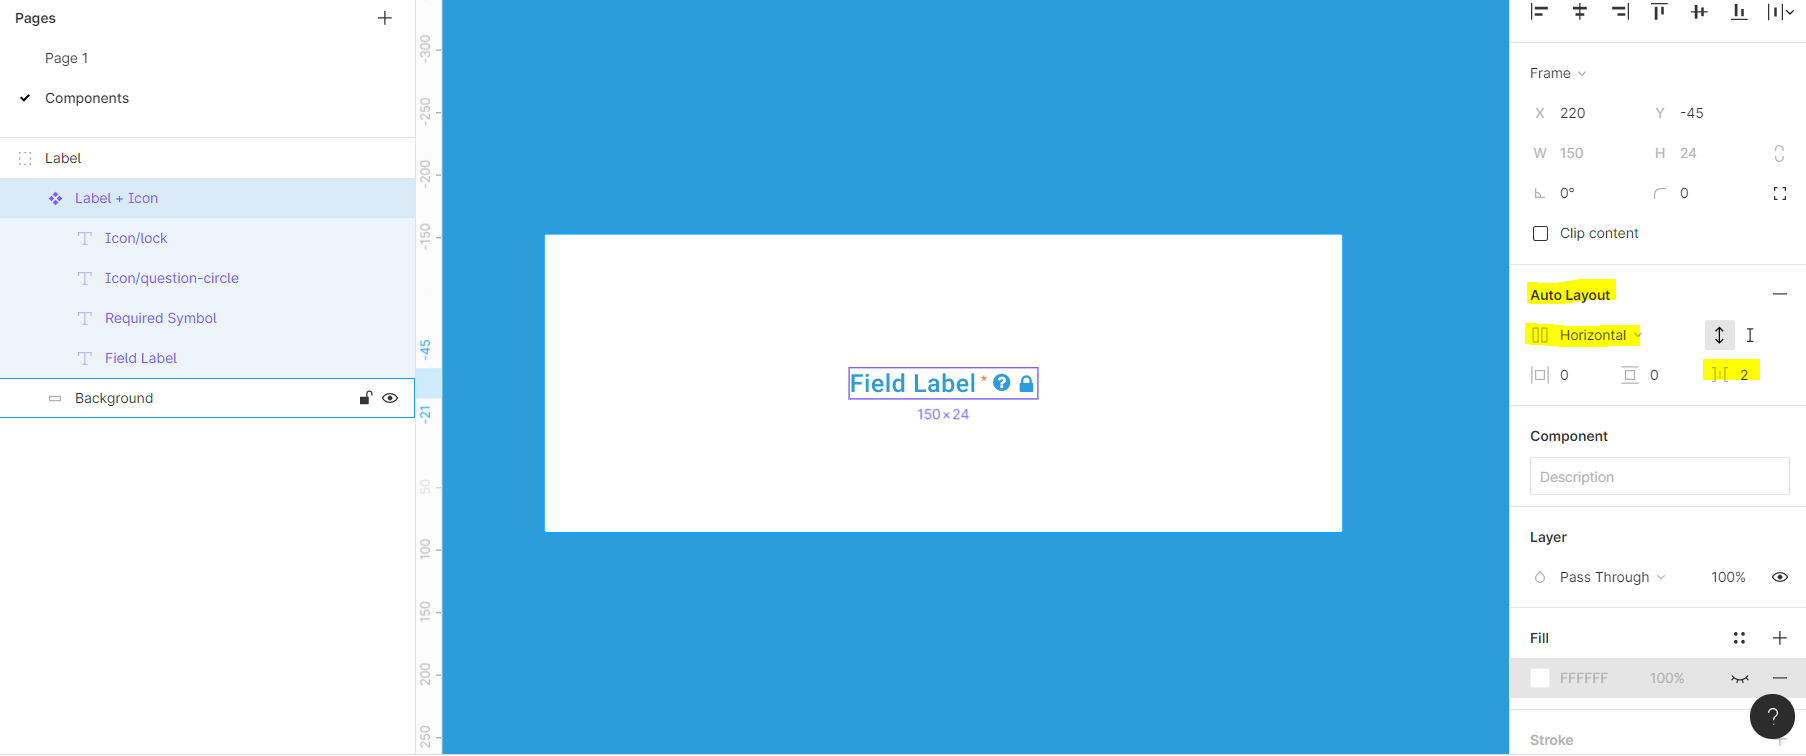 Pages
Page 1
Components
Label
Label + Icon
Icon/lock
Icon/question-circle
Required Symbol
Field Label
Background
-300
-250
-200
-150
-45
-21
50
100
150
200
250
Field Label * ?
150 × 24
Frame
X 220 Y -45
W 150 H 24
0° 0
Clip content
Auto Layout
Horizontal
0 0 2
Component
Description
Layer
Pass Through 100%
Fill
FFFFFF 100%
?
Stroke